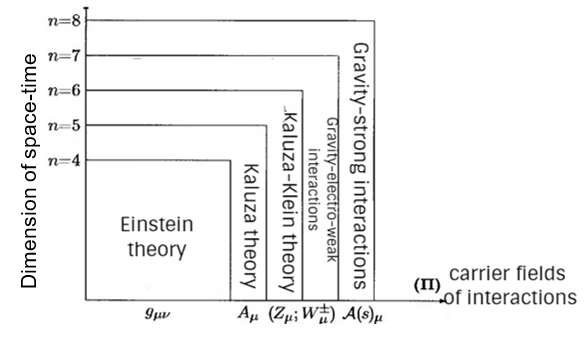 n=8
n=7
n=6
n=5
n=4
Dimension of space-time
Einstein
theory
Kaluza theory
Kaluza-Klein theory
Gravity-electro-weak
interactions
Gravity-strong interactions
(Π)
carrier fields
of interactions
gμν
Aμ
(Zμ; W±μ)
𝒜(s)μ